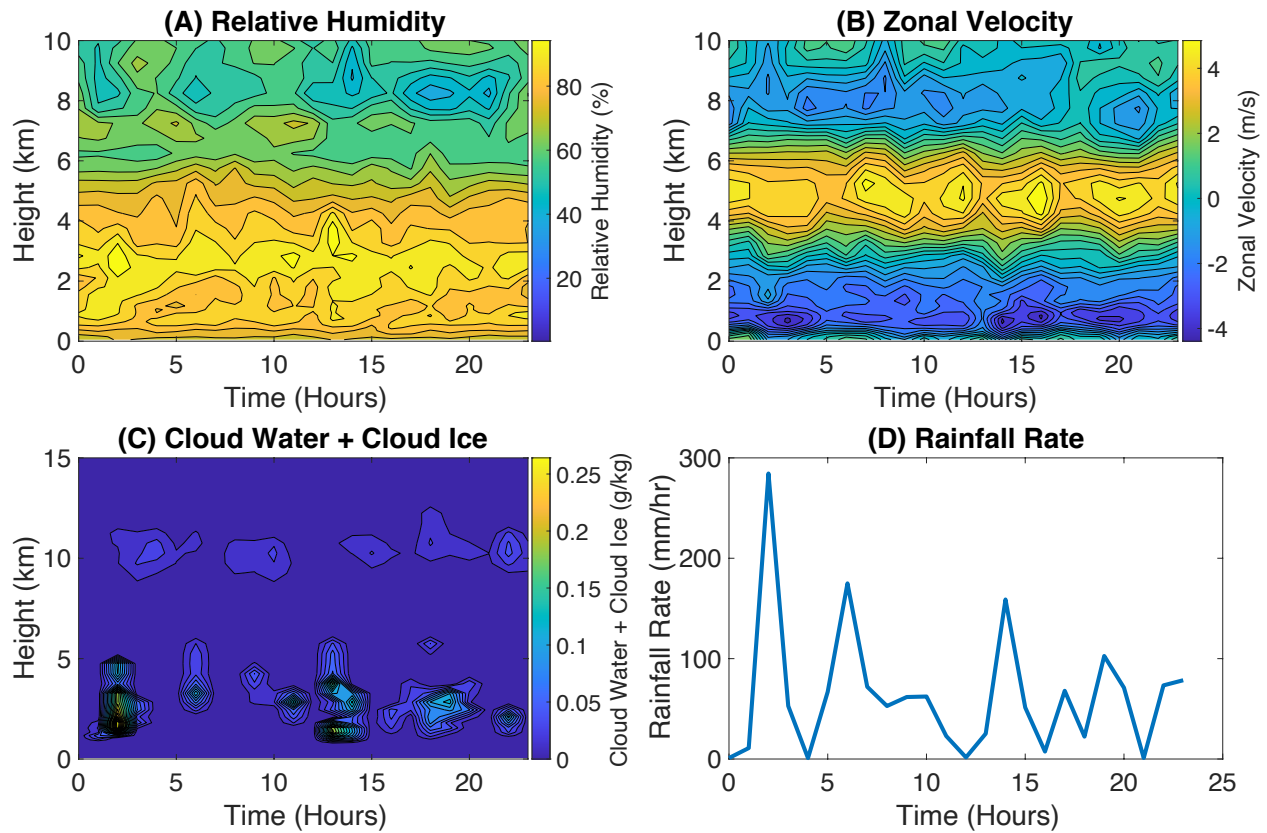 (A) Relative Humidity
10
8
6
4
2
0
Height (km)
0 5 10 15 20
Time (Hours)
80
60
40
20
Relative Humidity (%)
(B) Zonal Velocity
10
8
6
4
2
0
Height (km)
0 5 10 15 20
Time (Hours)
4
2
0
-2
-4
Zonal Velocity (m/s)
(C) Cloud Water + Cloud Ice
15
10
5
0
Height (km)
0 5 10 15 20
Time (Hours)
0.25
0.2
0.15
0.1
0.05
0
Cloud Water + Cloud Ice (g/kg)
(D) Rainfall Rate
300
200
100
0
Rainfall Rate (mm/hr)
0 5 10 15 20 25
Time (Hours)